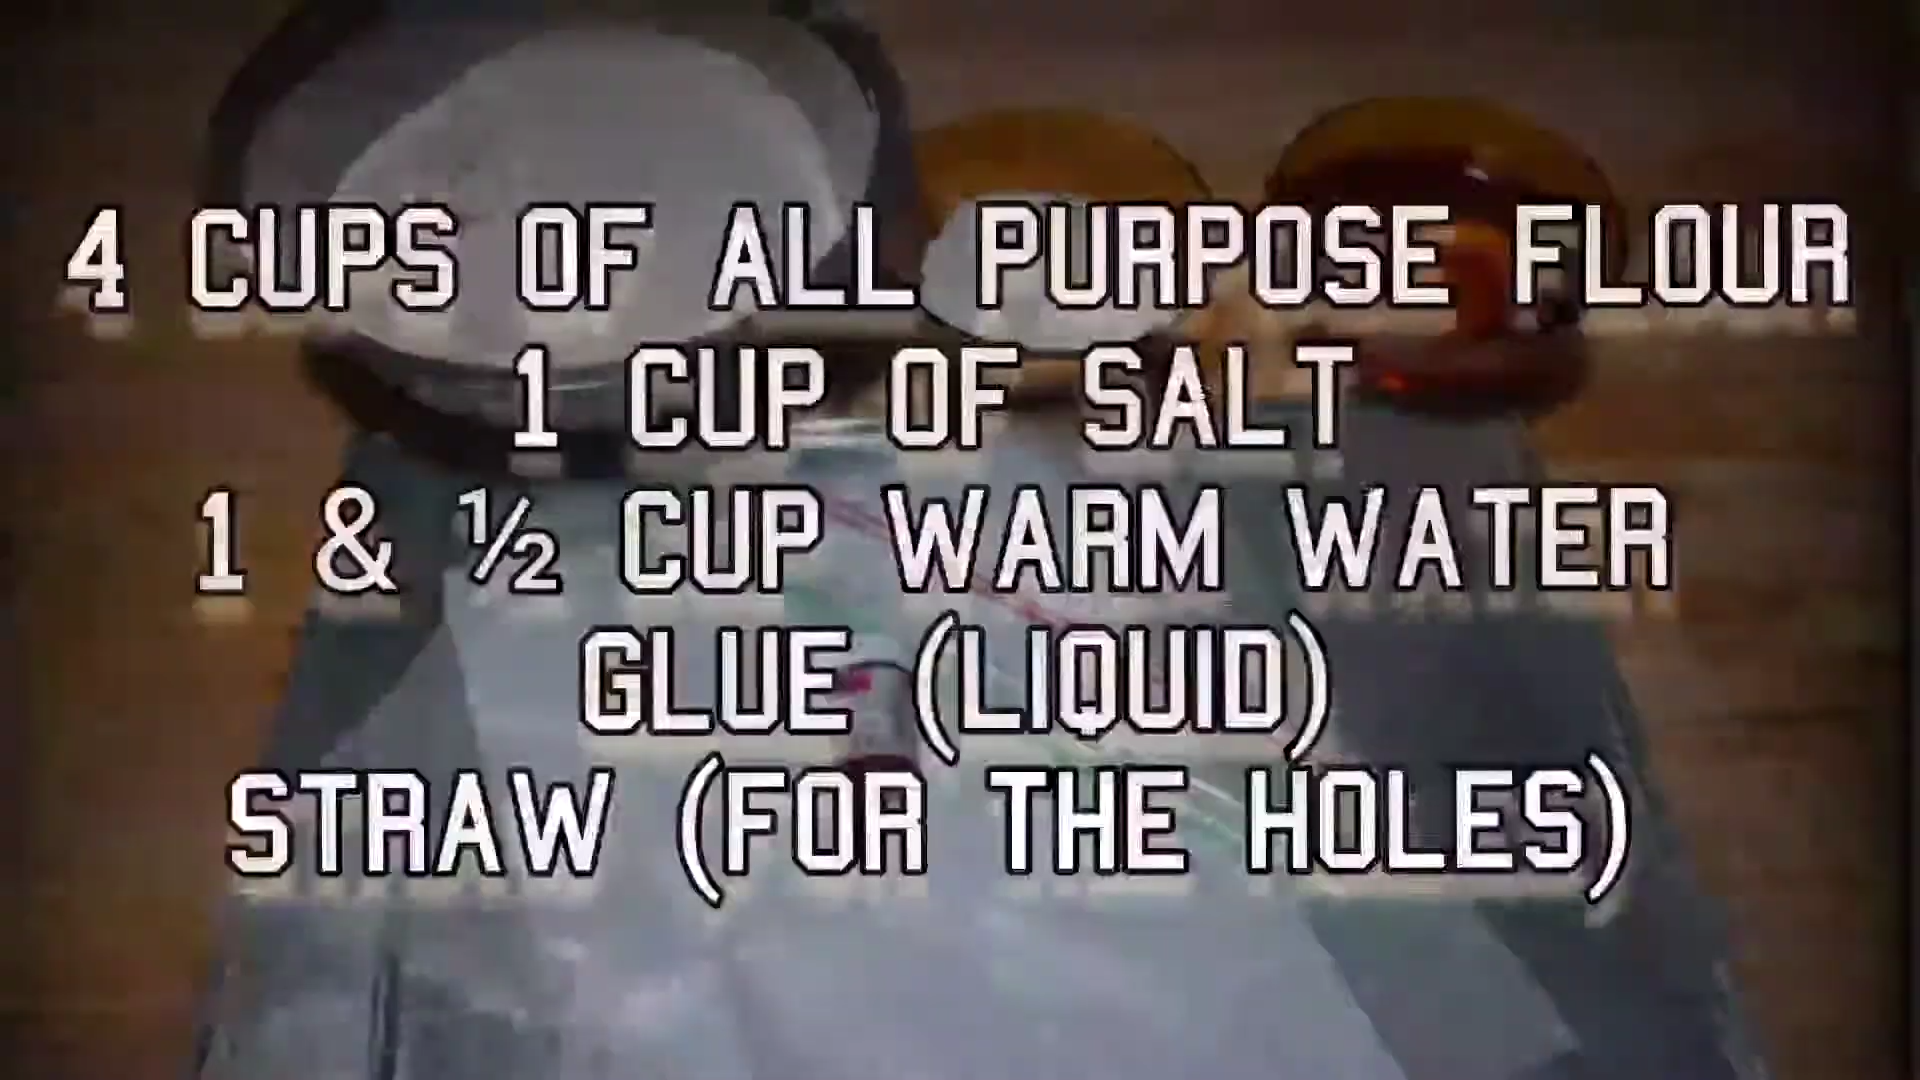 4 CUPS OF ALL PURPOSE FLOUR
1 CUP OF SALT
1 & ½ CUP WARM WATER
GLUE (LIQUID)
STRAW (FOR THE HOLES)